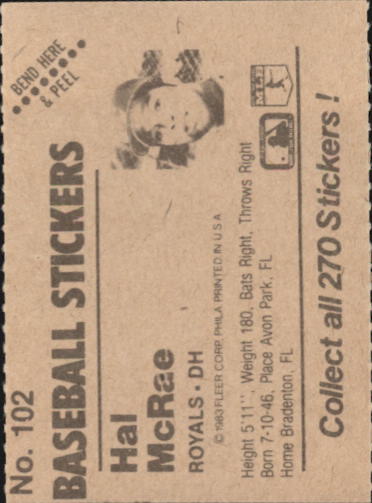 No. 102
BEND HERE
& PEEL
BASEBALL STICKERS
Hal
McRae
ROYALS • DH
© 1983 FLEER CORP. PHILA PRINTED IN U.S.A.
Height 5'11", Weight 180, Bats Right, Throws Right
Born 7-10-46, Place Avon Park, FL
Home Bradenton, FL
Collect all 270 Stickers!